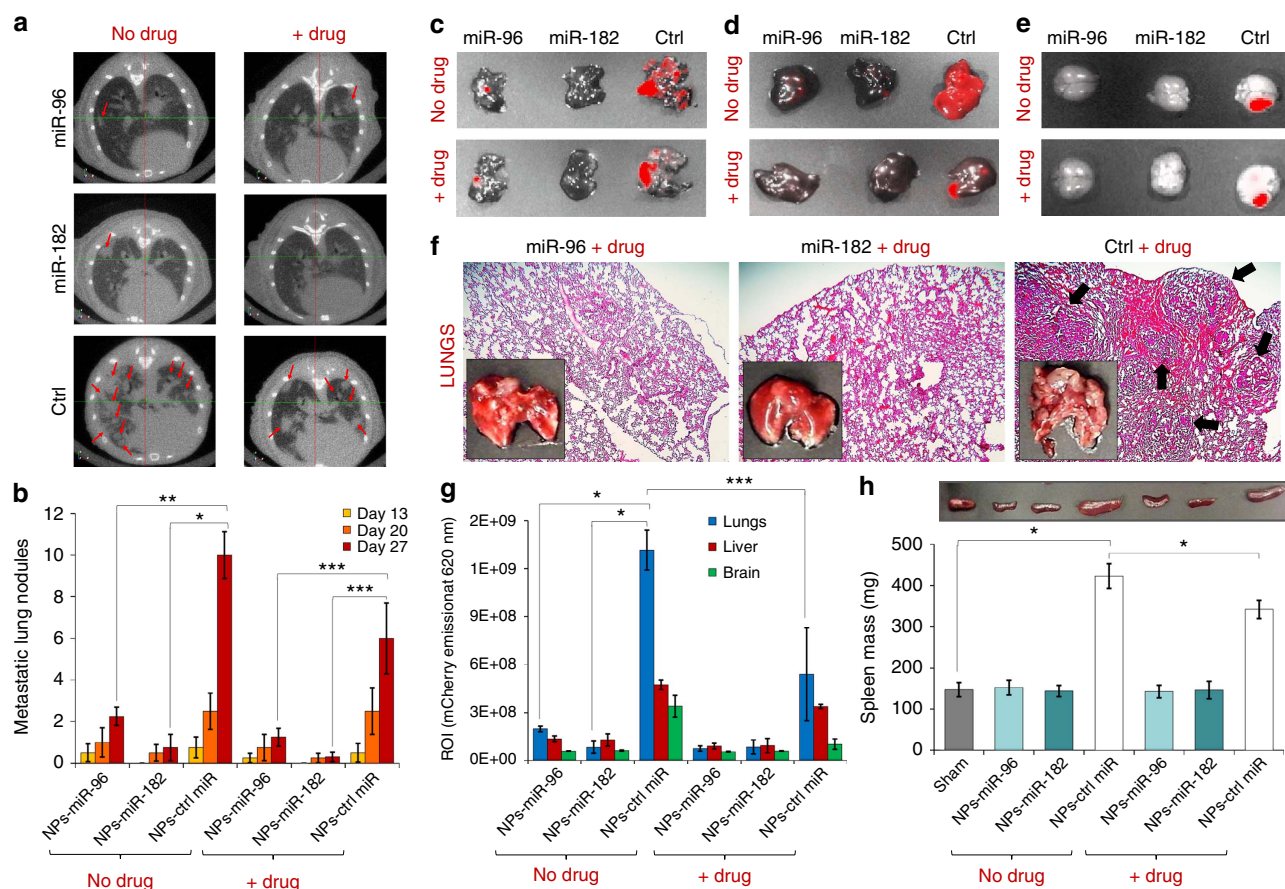 a
No drug
+ drug
miR-96
miR-182
Ctrl
b
Metastatic lung nodules
12
10
8
6
4
2
0
**
*
***
***
Day 13
Day 20
Day 27
NPs-miR-96
NPs-miR-182
NPs-ctrl miR
NPs-miR-96
NPs-miR-182
NPs-ctrl miR
No drug
+ drug
c
miR-96
miR-182
Ctrl
No drug
+ drug
d
miR-96
miR-182
Ctrl
No drug
+ drug
e
miR-96
miR-182
Ctrl
No drug
+ drug
f
miR-96 + drug
miR-182 + drug
Ctrl + drug
LUNGS
g
ROI (mCherry emissionat 620 nm)
2E+09
1E+09
9E+08
6E+08
3E+08
0E+00
*
*
***
Lungs
Liver
Brain
NPs-miR-96
NPs-miR-182
NPs-ctrl miR
NPs-miR-96
NPs-miR-182
NPs-ctrl miR
No drug
+ drug
h
Spleen mass (mg)
500
400
300
200
100
0
*
*
Sham
NPs-miR-96
NPs-miR-182
NPs-ctrl miR
NPs-miR-96
NPs-miR-182
NPs-ctrl miR
No drug
+ drug